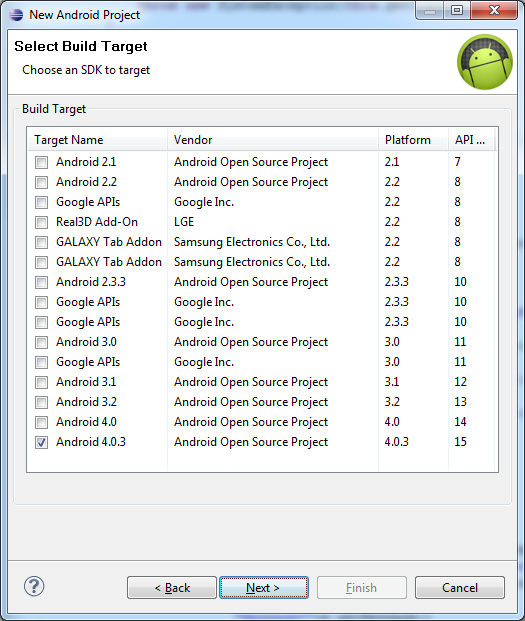 New Android Project
Select Build Target
Choose an SDK to target
Build Target
Target Name Vendor Platform API ...
Android 2.1 Android Open Source Project 2.1 7
Android 2.2 Android Open Source Project 2.2 8
Google APIs Google Inc. 2.2 8
Real3D Add-On LGE 2.2 8
GALAXY Tab Addon Samsung Electronics Co., Ltd. 2.2 8
GALAXY Tab Addon Samsung Electronics Co., Ltd. 2.2 8
Android 2.3.3 Android Open Source Project 2.3.3 10
Google APIs Google Inc. 2.3.3 10
Google APIs Google Inc. 2.3.3 10
Android 3.0 Android Open Source Project 3.0 11
Google APIs Google Inc. 3.0 11
Android 3.1 Android Open Source Project 3.1 12
Android 3.2 Android Open Source Project 3.2 13
Android 4.0 Android Open Source Project 4.0 14
Android 4.0.3 Android Open Source Project 4.0.3 15
? < Back Next > Finish Cancel